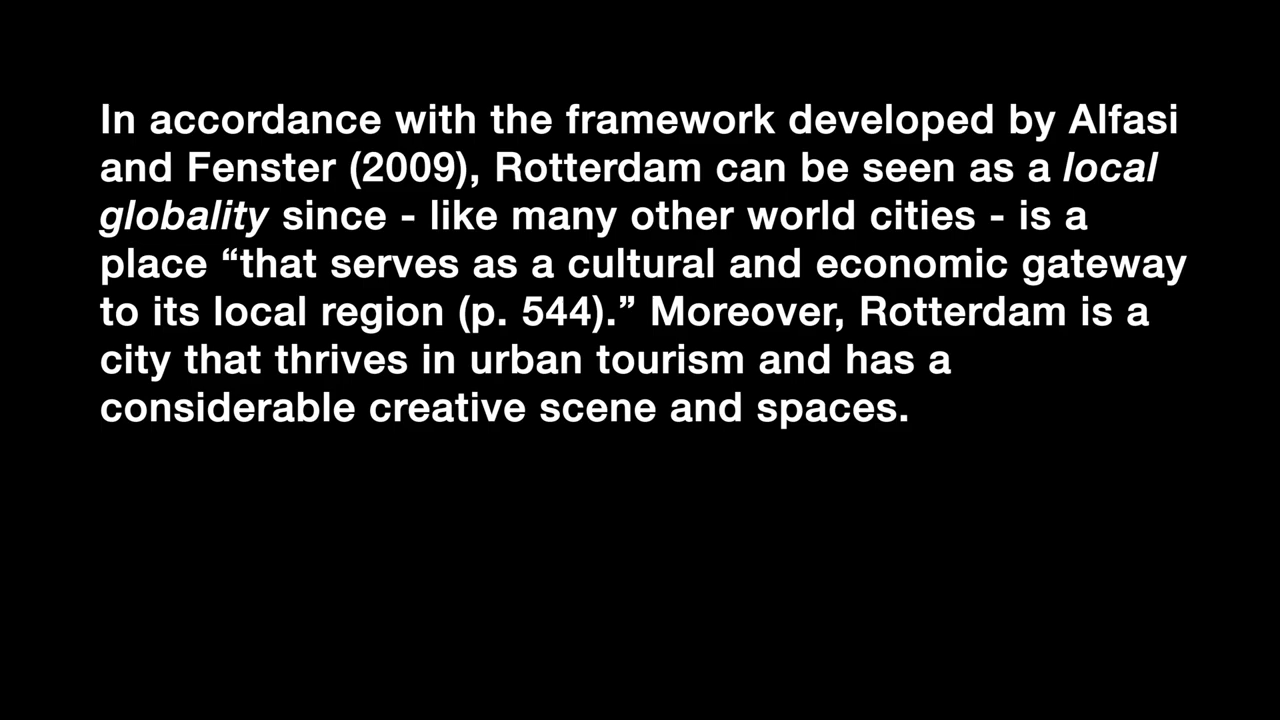 In accordance with the framework developed by Alfasi
and Fenster (2009), Rotterdam can be seen as a local
globality since - like many other world cities - is a
place “that serves as a cultural and economic gateway
to its local region (p. 544).” Moreover, Rotterdam is a
city that thrives in urban tourism and has a
considerable creative scene and spaces.